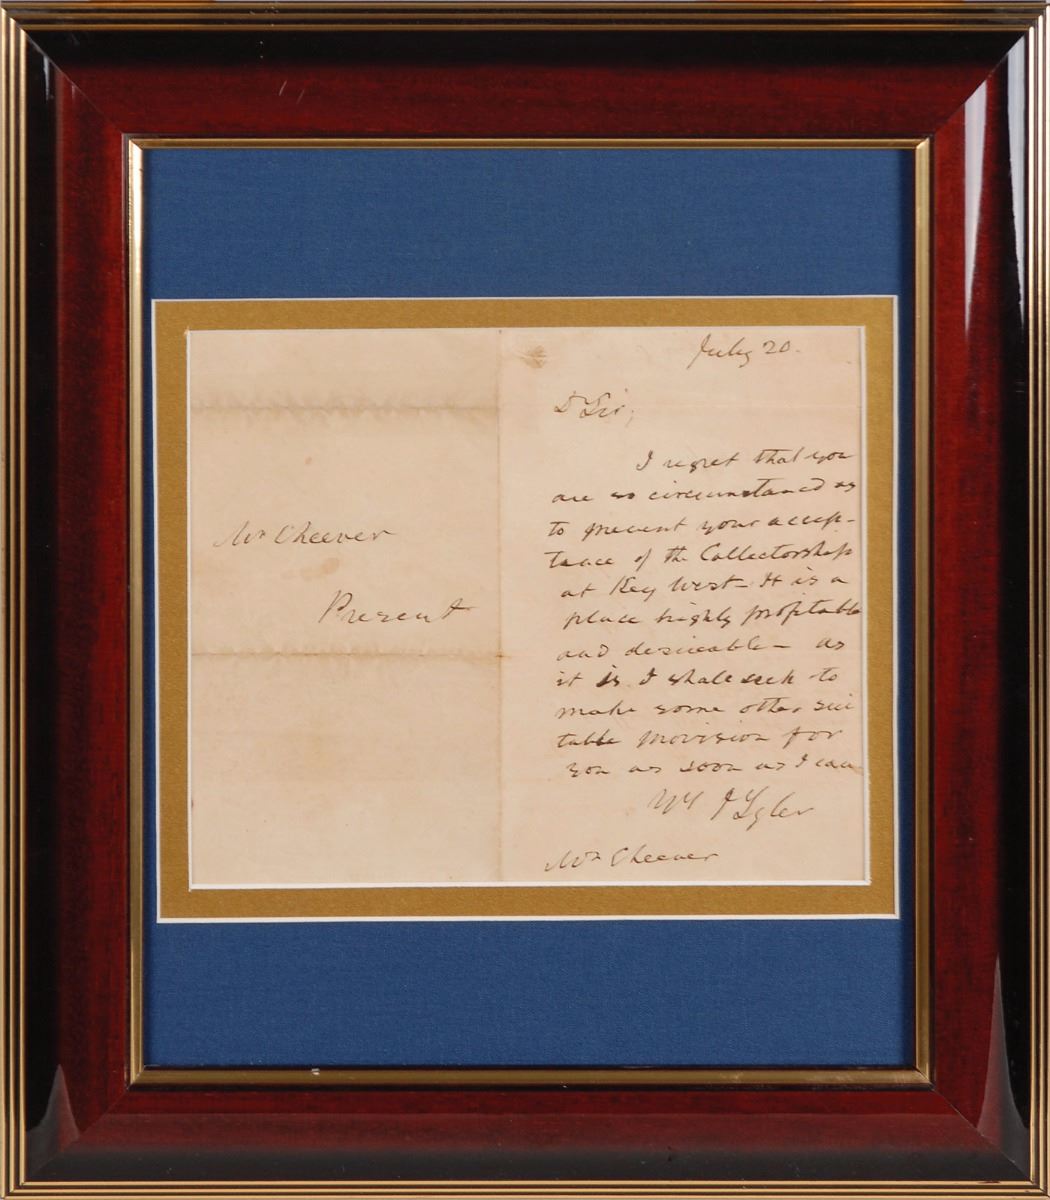 Mr. Cheever
Present
July 20.
Dr Sir,
I regret that you
are so circumstanced as
to prevent your accep-
tance of the Collectorship
at Key West - It is a
place highly profitable
and desireable - as
it is I shall seek to
make some other sui
table provision for
you as soon as I can
Yrs J Tyler
Mr. Cheever